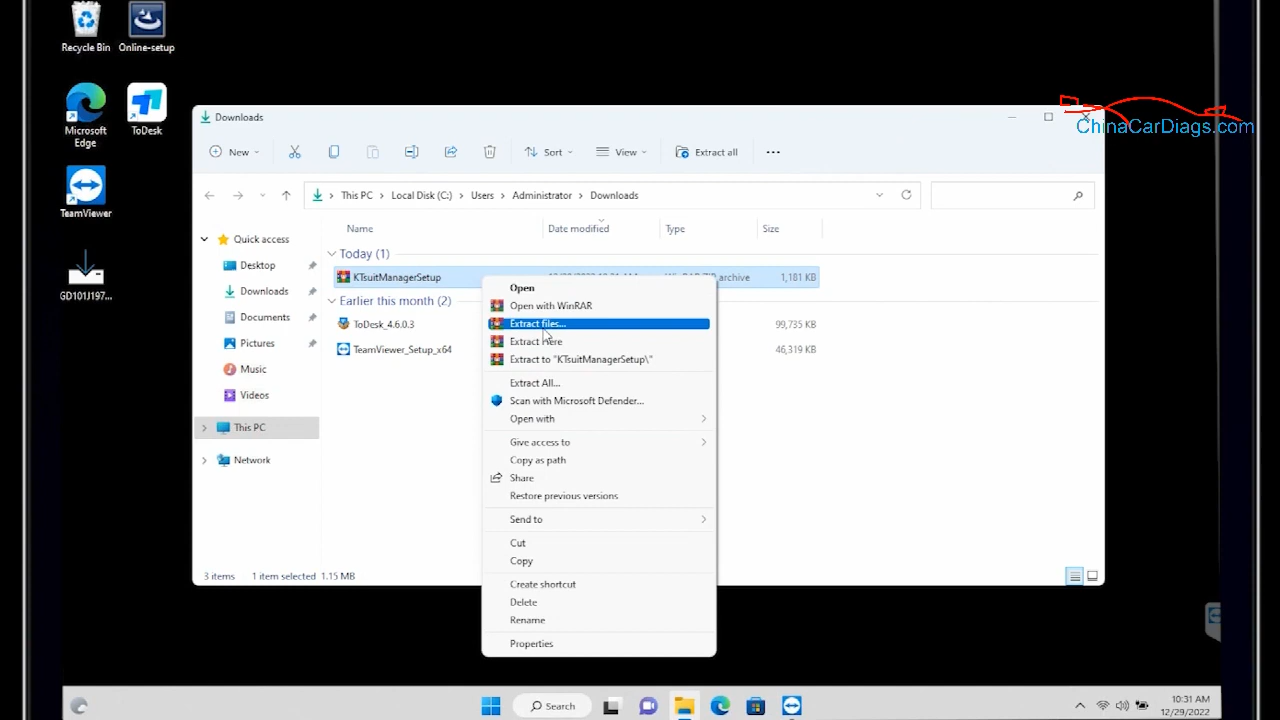 Recycle Bin
Online-setup
Microsoft Edge
ToDesk
TeamViewer
GD101J197...
ChinaCarDiags.com
Downloads
New
Sort
View
Extract all
This PC > Local Disk (C:) > Users > Administrator > Downloads
Name
Date modified
Type
Size
Quick access
Desktop
Downloads
Documents
Pictures
Music
Videos
This PC
Network
Today (1)
KTsuitManagerSetup
archive
1,181 KB
Earlier this month (2)
ToDesk_4.6.0.3
99,735 KB
TeamViewer_Setup_x64
46,319 KB
Open
Open with WinRAR
Extract files...
Extract Here
Extract to "KTsuitManagerSetup\"
Extract All...
Scan with Microsoft Defender...
Open with
Give access to
Copy as path
Share
Restore previous versions
Send to
Cut
Copy
Create shortcut
Delete
Rename
Properties
3 items 1 item selected 1.15 MB
Search
10:31 AM
12/29/2022